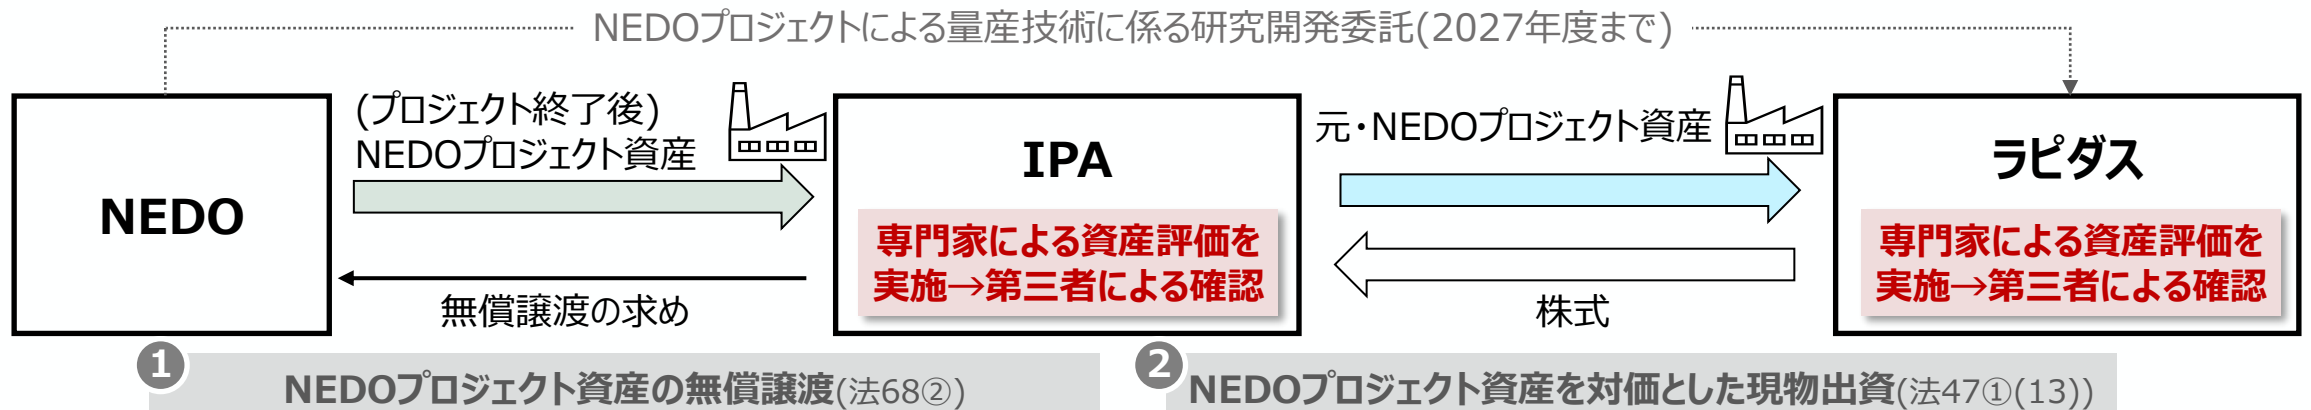 NEDOプロジェクトによる量産技術に係る研究開発委託(2027年度まで)
NEDO
(プロジェクト終了後)
NEDOプロジェクト資産
無償譲渡の求め
IPA
専門家による資産評価を
実施→第三者による確認
元・NEDOプロジェクト資産
株式
ラピダス
専門家による資産評価を
実施→第三者による確認
1
NEDOプロジェクト資産の無償譲渡(法68②)
2
NEDOプロジェクト資産を対価とした現物出資(法47①(13))